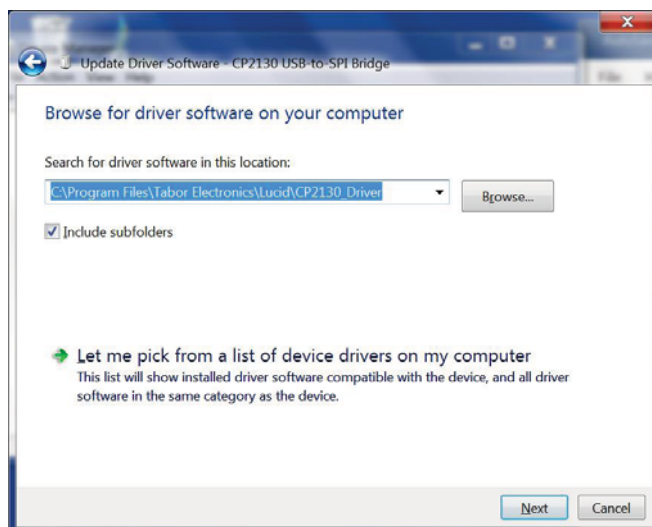 Update Driver Software - CP2130 USB-to-SPI Bridge
View Help
File
Browse for driver software on your computer
Search for driver software in this location:
C:\Program Files\Tabor Electronics\Lucid\CP2130_Driver
Browse...
Include subfolders
Let me pick from a list of device drivers on my computer
This list will show installed driver software compatible with the device, and all driver
software in the same category as the device.
Next
Cancel